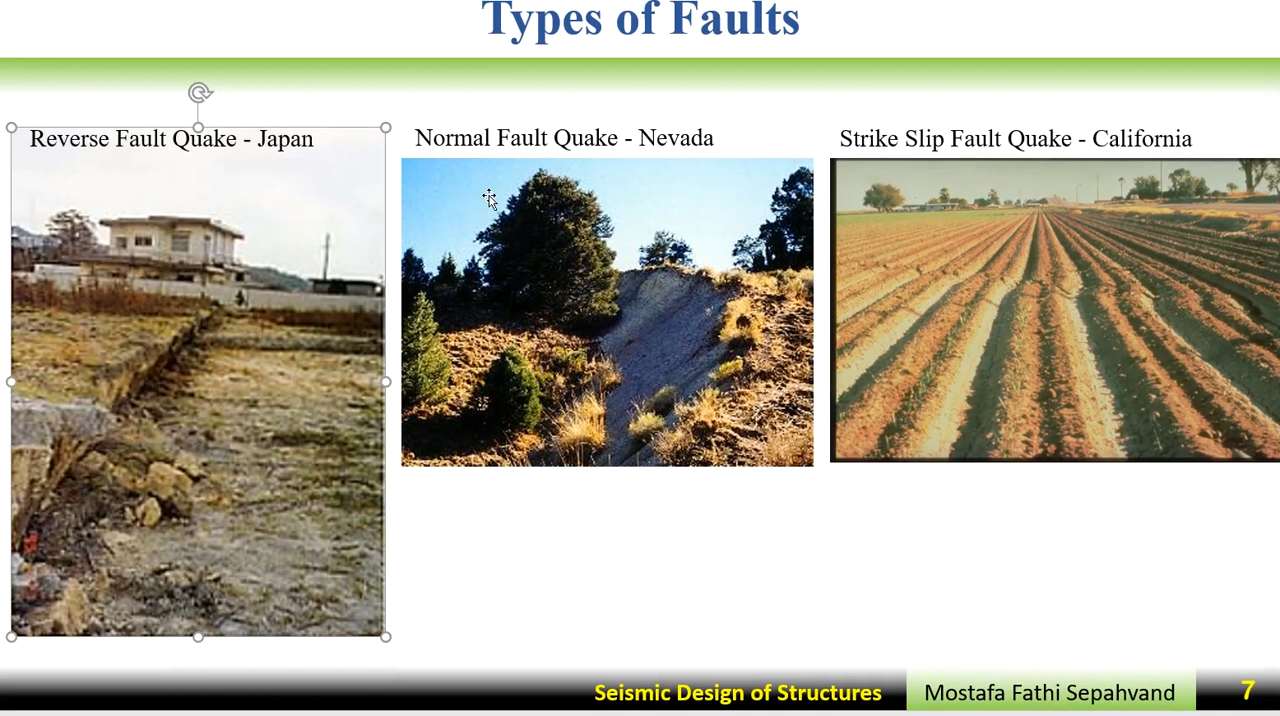 Types of Faults
Reverse Fault Quake - Japan
Normal Fault Quake - Nevada
Strike Slip Fault Quake - California
Seismic Design of Structures
Mostafa Fathi Sepahvand
7